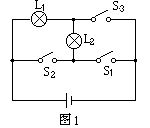 L₁ S₃
L₂
S₂ S₁
图1